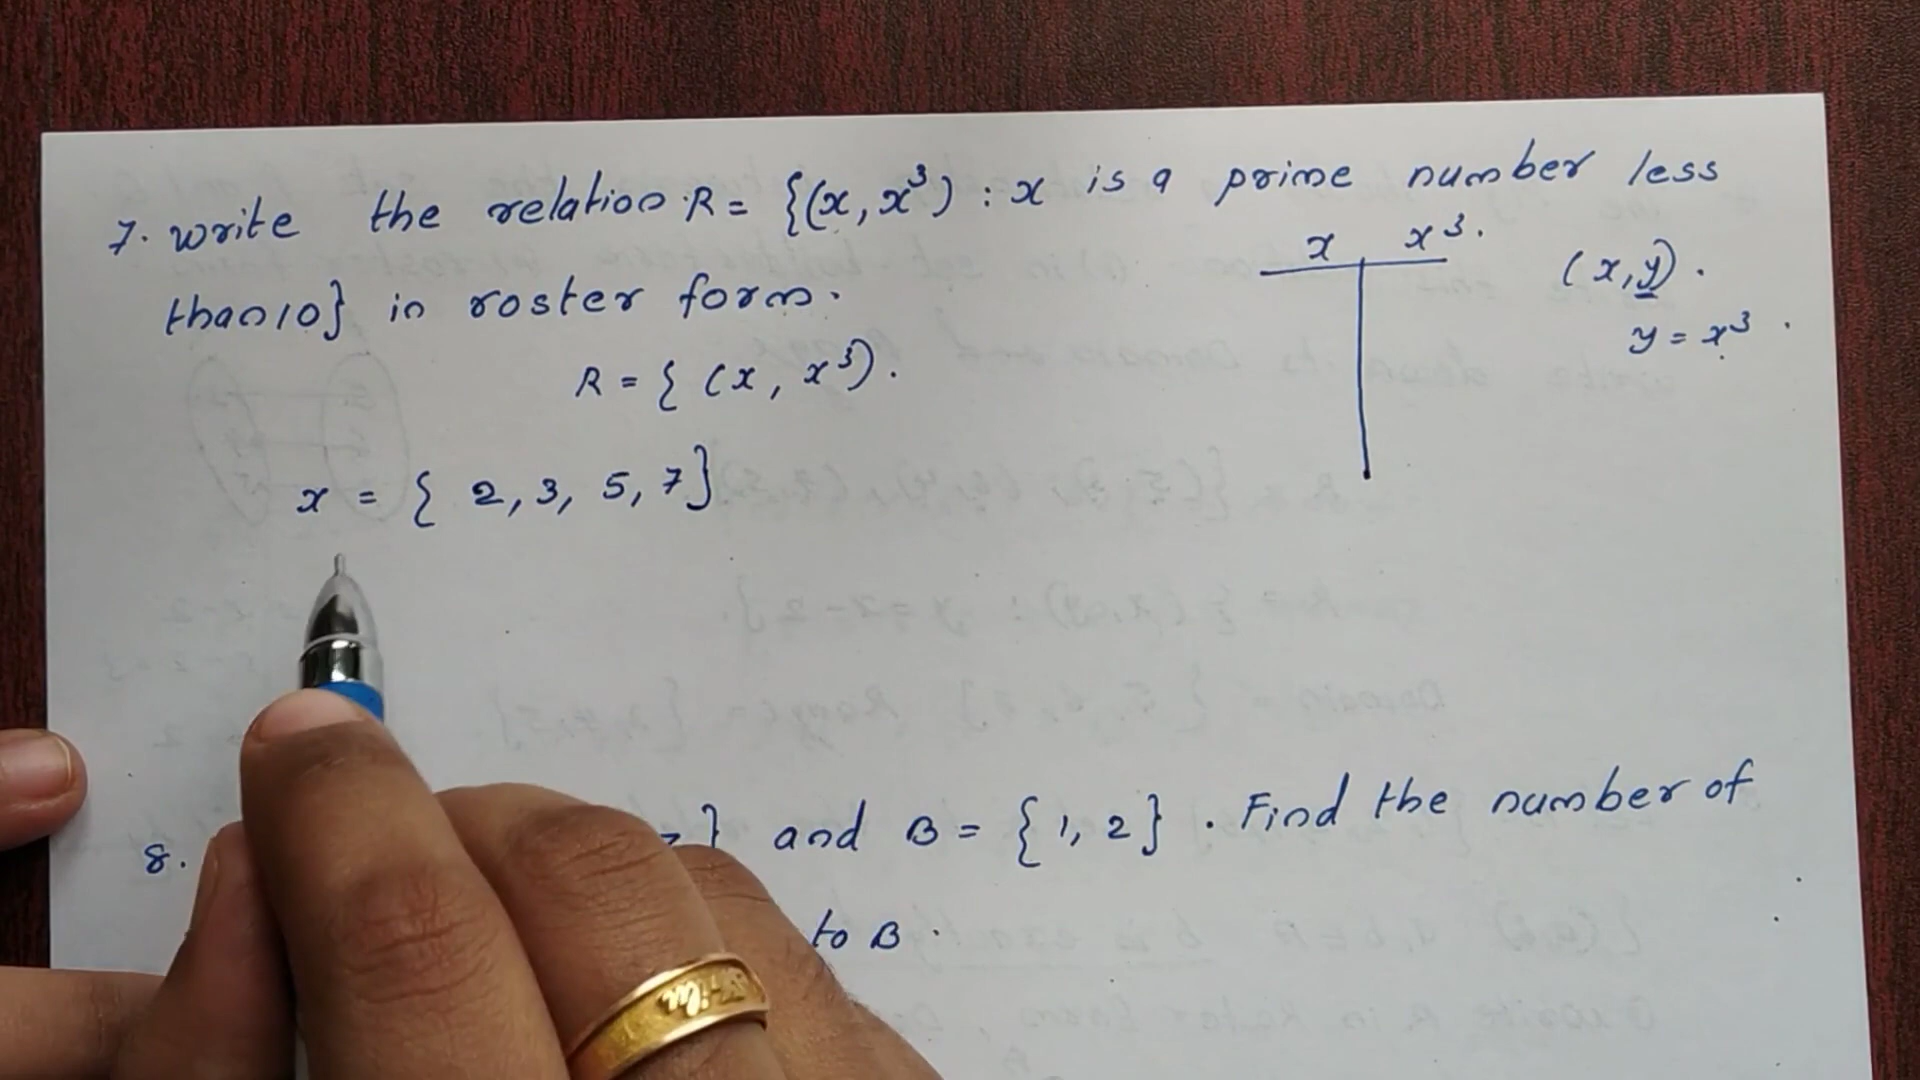 7. Write the relation R = {(x, x³) : x is a prime number less
than 10} in roster form.
x x³.
(x, y).
y = x³
R = { (x, x³).
x = { 2, 3, 5, 7}
8. } and B = {1, 2}. Find the number of
to B.